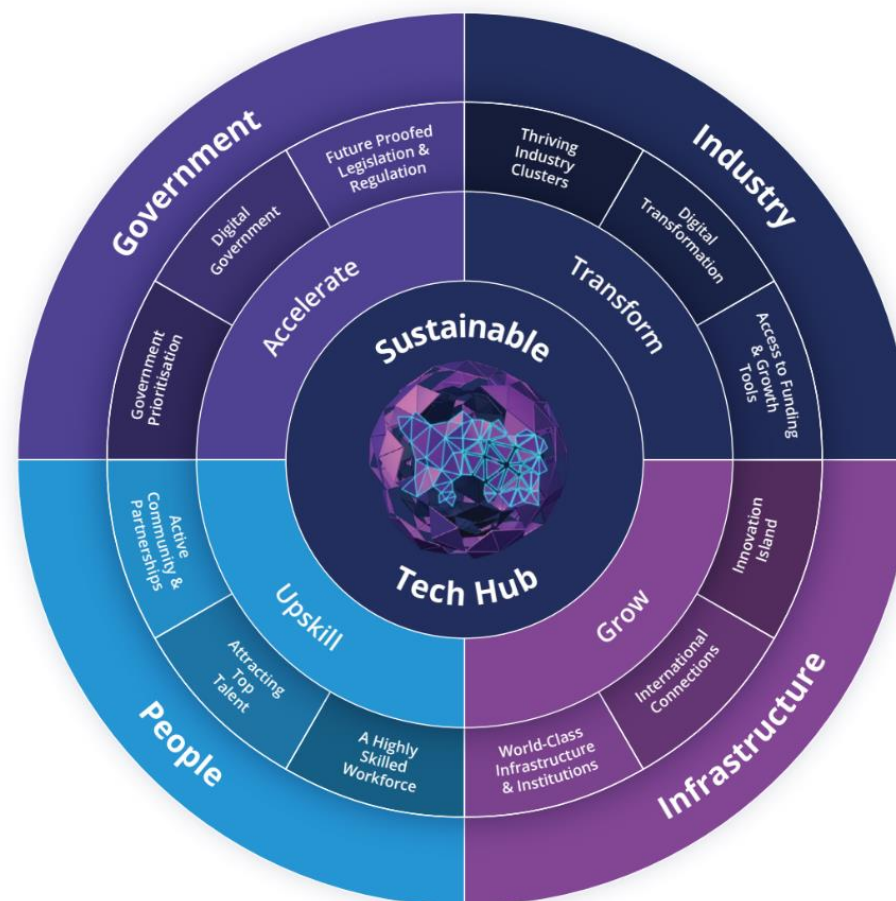 Government
Future Proofed
Legislation &
Regulation
Digital
Government
Government
Prioritisation
Accelerate
Industry
Thriving
Industry
Clusters
Digital
Transformation
Access to Funding
& Growth
Tools
Transform
Sustainable
Tech Hub
People
Active
Community &
Partnerships
Attracting
Top
Talent
A Highly
Skilled
Workforce
Upskill
Infrastructure
Innovation
Island
International
Connections
World-Class
Infrastructure
& Institutions
Grow